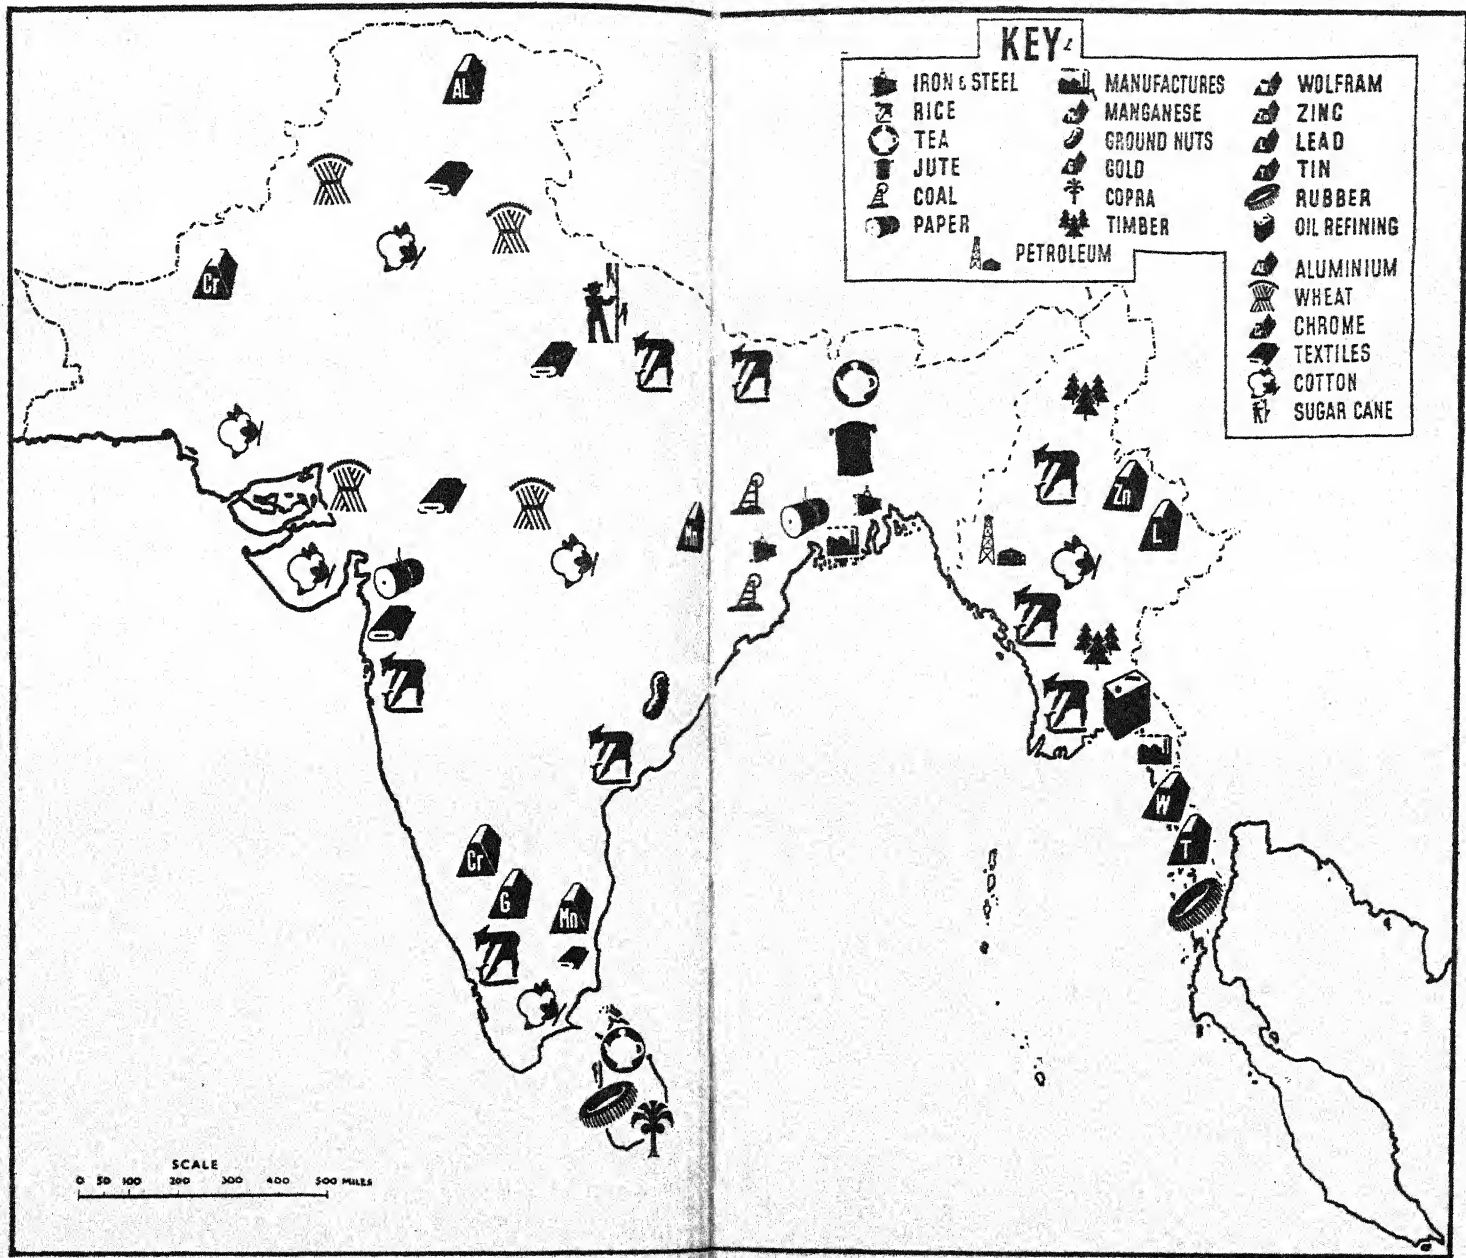 KEY
IRON & STEEL
RICE
TEA
JUTE
COAL
PAPER
MANUFACTURES
MANGANESE
GROUND NUTS
GOLD
COPRA
TIMBER
PETROLEUM
WOLFRAM
ZINC
LEAD
TIN
RUBBER
OIL REFINING
ALUMINIUM
WHEAT
CHROME
TEXTILES
COTTON
SUGAR CANE
AL
Cr
Zn
L
Mn
W
T
Cr
G
Mn
SCALE
0 50 100 200 300 400 500 MILES